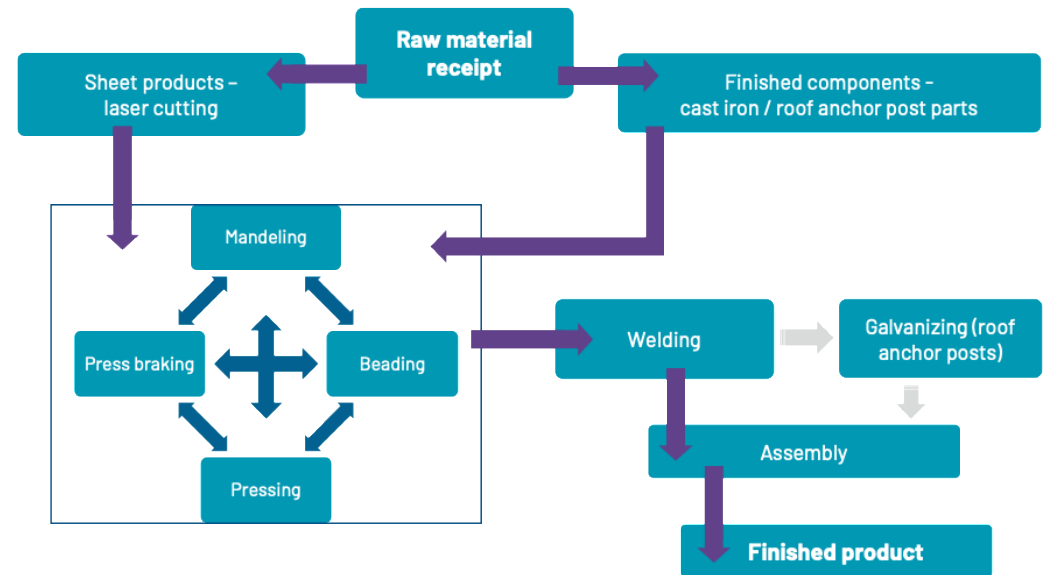 Raw material
receipt
Sheet products –
laser cutting
Finished components -
cast iron / roof anchor post parts
Mandeling
Press braking
Beading
Pressing
Welding
Galvanizing (roof
anchor posts)
Assembly
Finished product